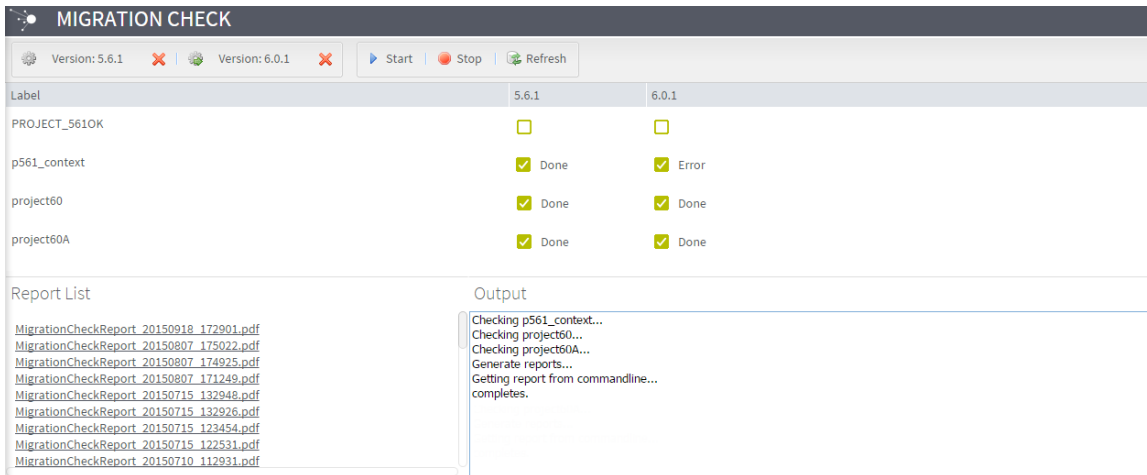 MIGRATION CHECK
Version: 5.6.1 Version: 6.0.1 Start Stop Refresh
Label 5.6.1 6.0.1
PROJECT_561OK
p561_context Done Error
project60 Done Done
project60A Done Done
Report List
MigrationCheckReport_20150918_172901.pdf
MigrationCheckReport_20150807_175022.pdf
MigrationCheckReport_20150807_174925.pdf
MigrationCheckReport_20150807_171249.pdf
MigrationCheckReport_20150715_132948.pdf
MigrationCheckReport_20150715_132926.pdf
MigrationCheckReport_20150715_123454.pdf
MigrationCheckReport_20150715_122531.pdf
MigrationCheckReport_20150710_112931.pdf
Output
Checking p561_context...
Checking project60...
Checking project60A...
Generate reports...
Getting report from commandline...
completes.